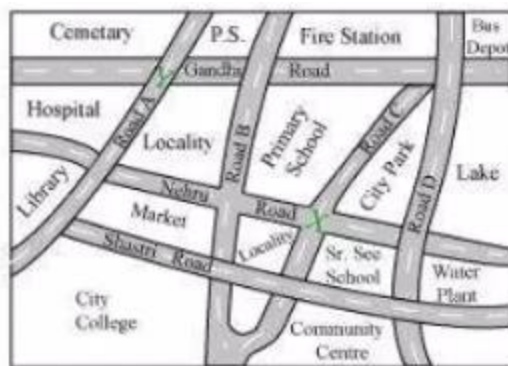 Cemetary
P.S.
Fire Station
Bus
Depot
Gandhi
Road
Hospital
Road A
Locality
Road B
Primary
School
Road C
City Park
Lake
Library
Nehru
Road
Market
Locality
Road D
Shastri Road
Sr. Sec
School
Water
Plant
City
College
Community
Centre